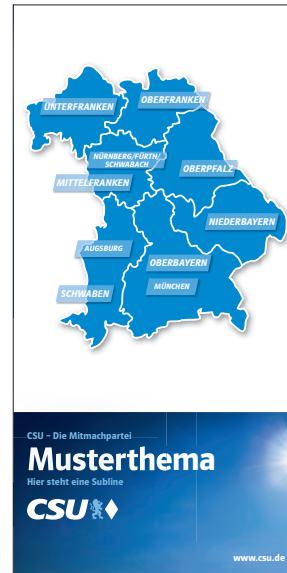 UNTERFRANKEN
OBERFRANKEN
NÜRNBERG/FÜRTH/
SCHWABACH
OBERPFALZ
MITTELFRANKEN
NIEDERBAYERN
AUGSBURG
OBERBAYERN
MÜNCHEN
SCHWABEN
CSU – Die Mitmachpartei
Musterthema
Hier steht eine Subline
CSU
www.csu.de